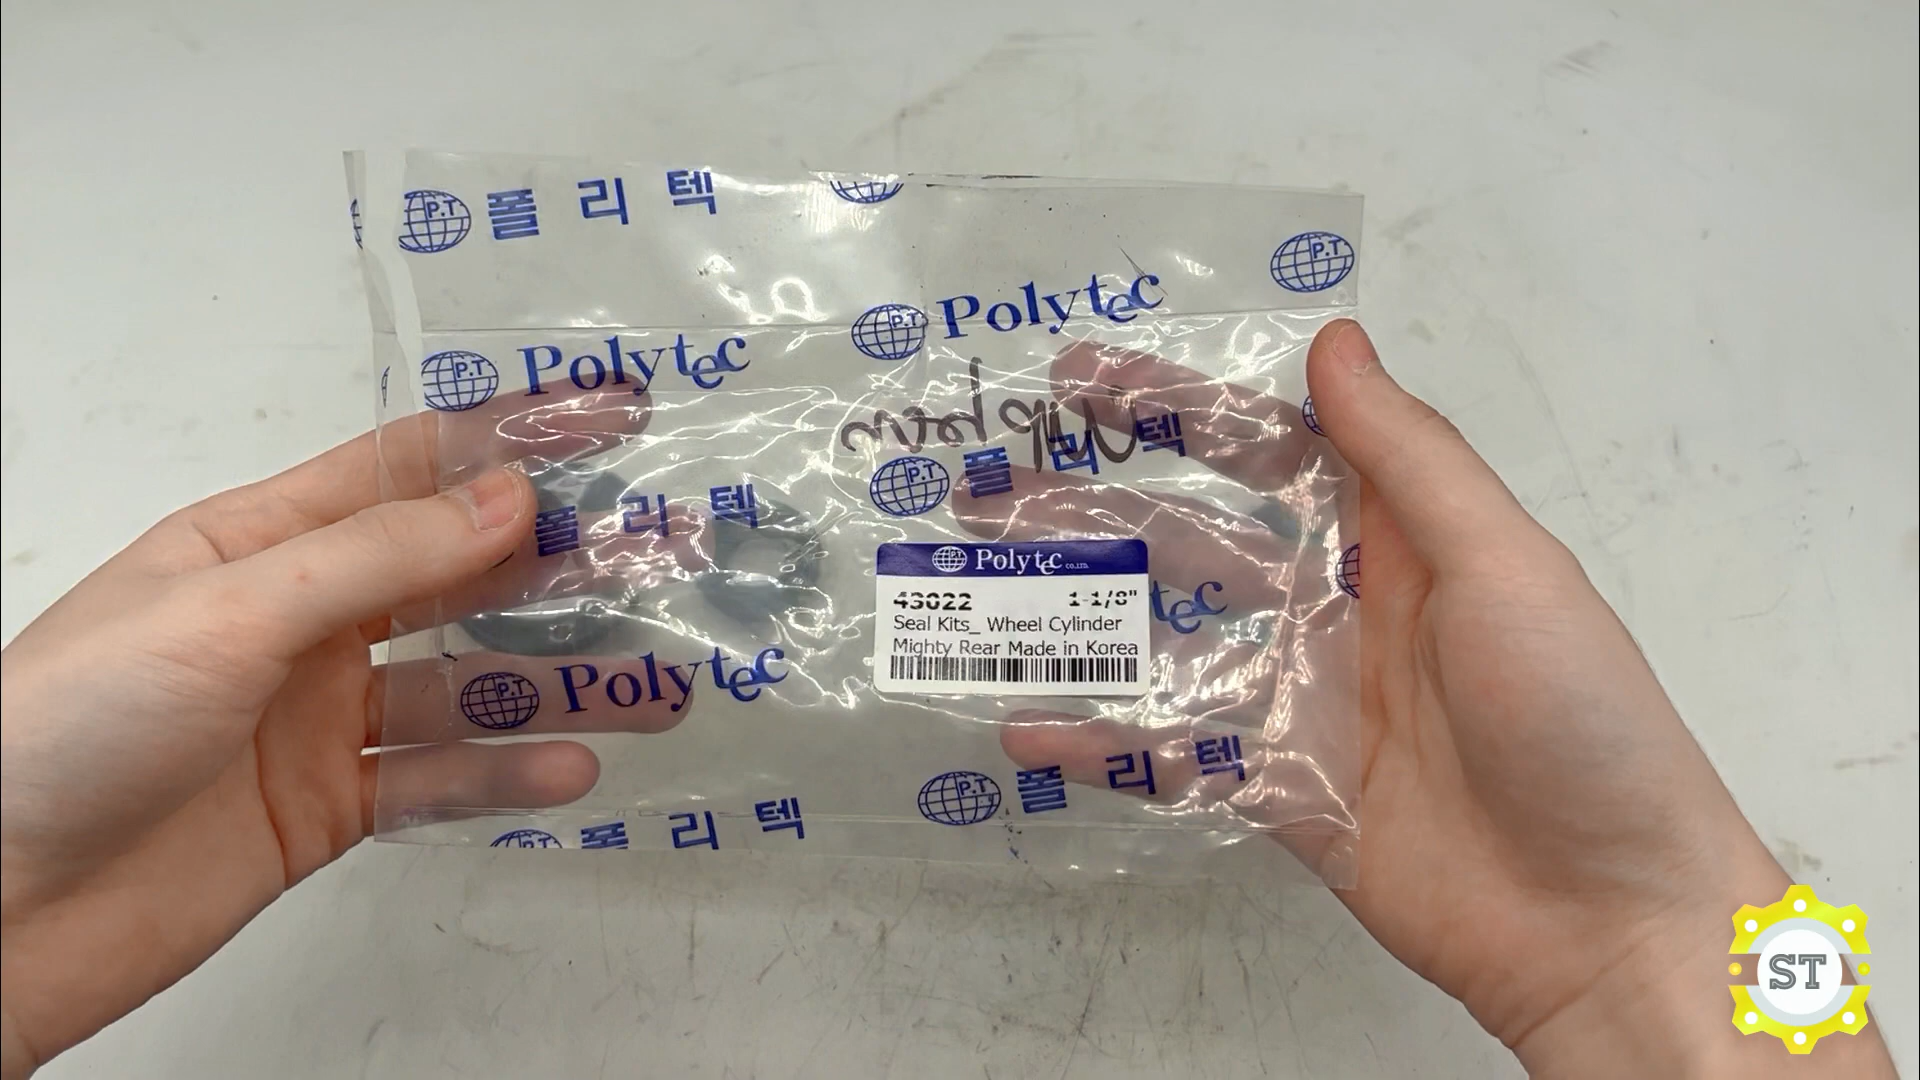 P.T 폴리텍
P.T
P.T Polytec
P.T Polytec
P.T 폴리텍
폴리텍
P.T Polytec co.,LTD.
43022 1-1/8"
Seal Kits_ Wheel Cylinder
Mighty Rear Made in Korea
tec
P.T Polytec
P.T 폴리텍
P.T 폴리텍
ST